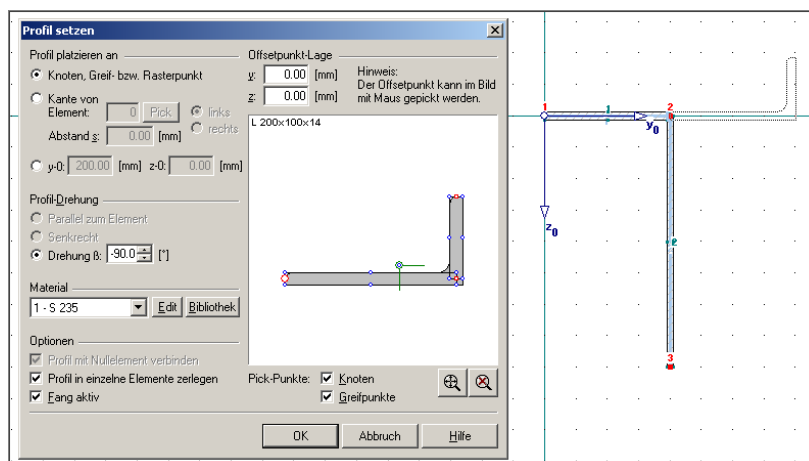 Profil setzen
Profil platzieren an
Knoten, Greif- bzw. Rasterpunkt
Kante von
Element: 0 Pick
links
rechts
Abstand s: 0.00 [mm]
y-0: 200.00 [mm] z-0: 0.00 [mm]
Profil-Drehung
Parallel zum Element
Senkrecht
Drehung ß: -90.0 [°]
Material
1 - S 235 Edit Bibliothek
Optionen
Profil mit Nullelement verbinden
Profil in einzelne Elemente zerlegen
Fang aktiv
Offsetpunkt-Lage
y: 0.00 [mm]
z: 0.00 [mm]
Hinweis:
Der Offsetpunkt kann im Bild
mit Maus gepickt werden.
L 200x100x14
Pick-Punkte: Knoten
Greifpunkte
OK Abbruch Hilfe
1 1 2
y0
z0
2
3